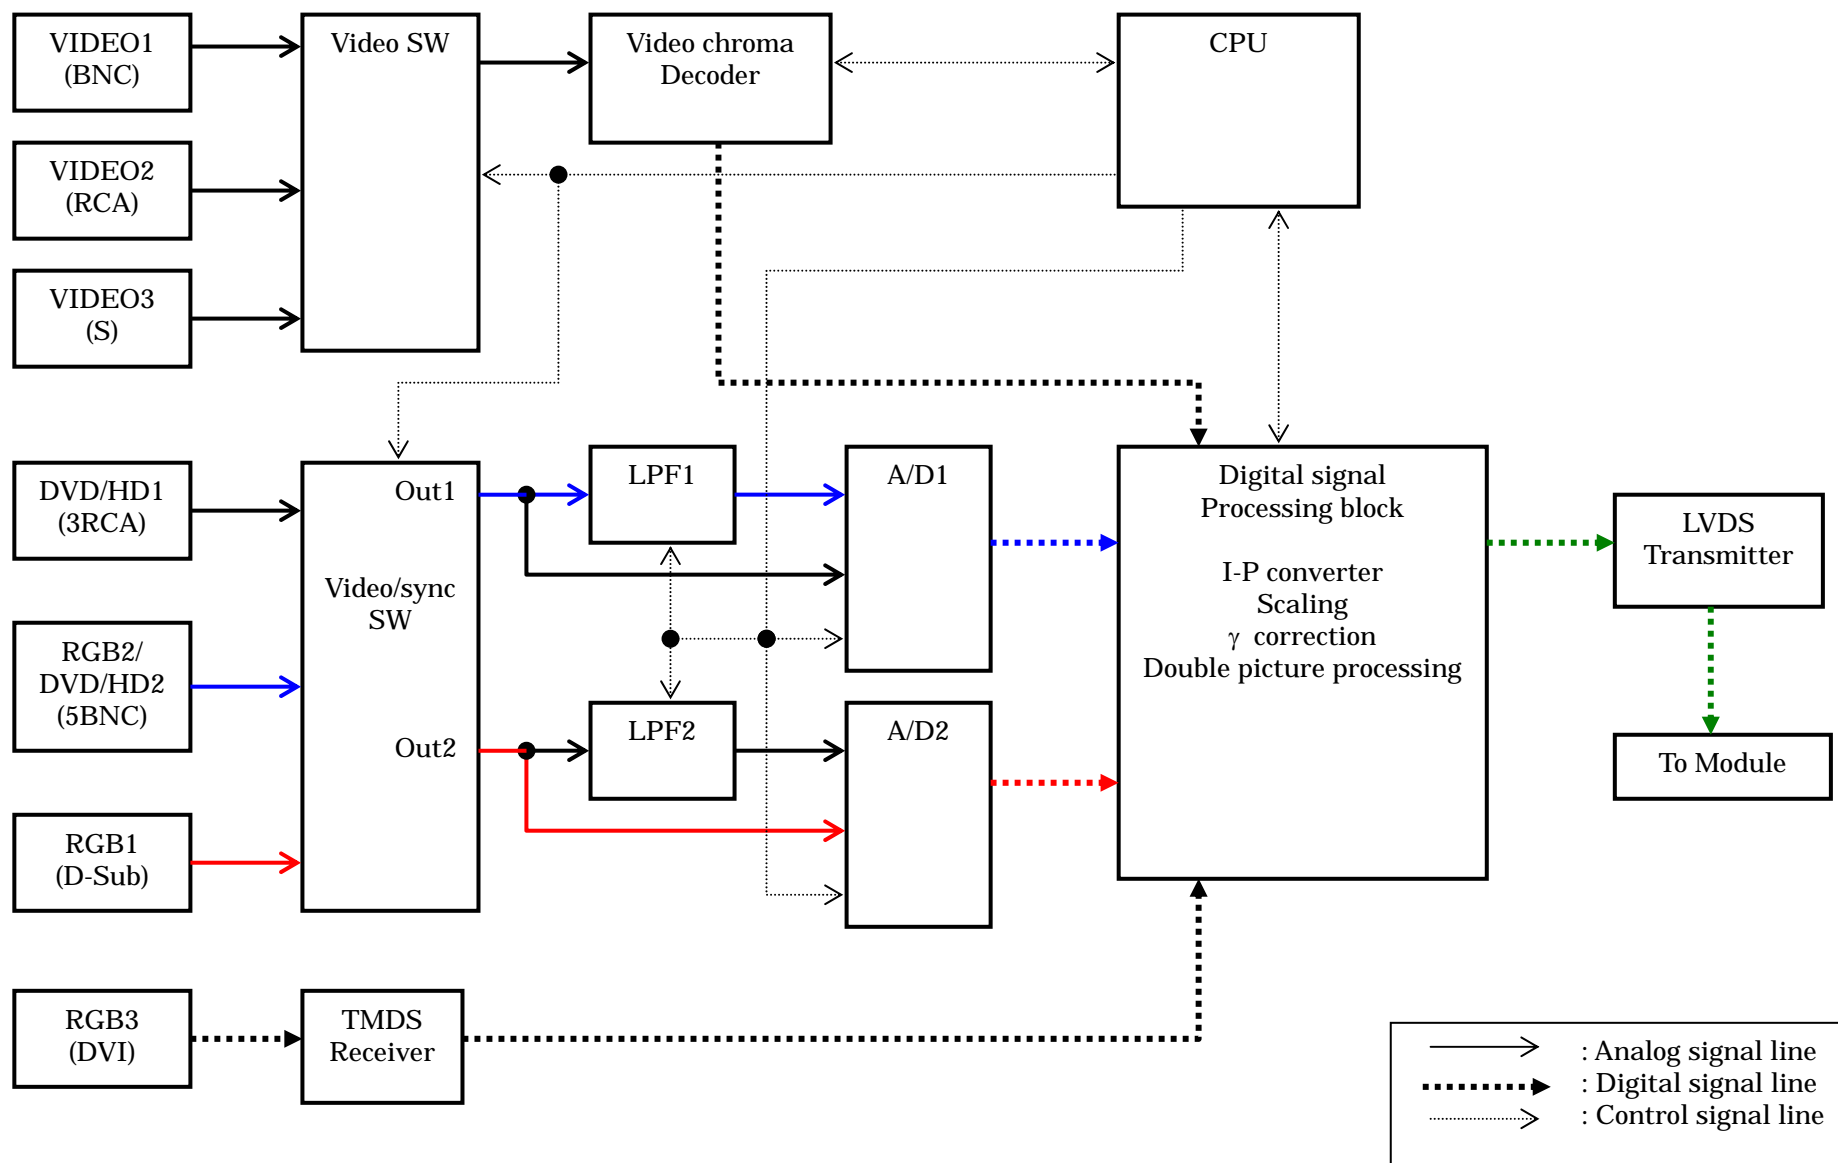 VIDEO1
(BNC)
Video SW
Video chroma
Decoder
CPU
VIDEO2
(RCA)
VIDEO3
(S)
DVD/HD1
(3RCA)
Out1
LPF1
A/D1
Digital signal
Processing block
I-P converter
Scaling
γ correction
Double picture processing
LVDS
Transmitter
Video/sync
SW
RGB2/
DVD/HD2
(5BNC)
Out2
LPF2
A/D2
To Module
RGB1
(D-Sub)
RGB3
(DVI)
TMDS
Receiver
: Analog signal line
: Digital signal line
: Control signal line